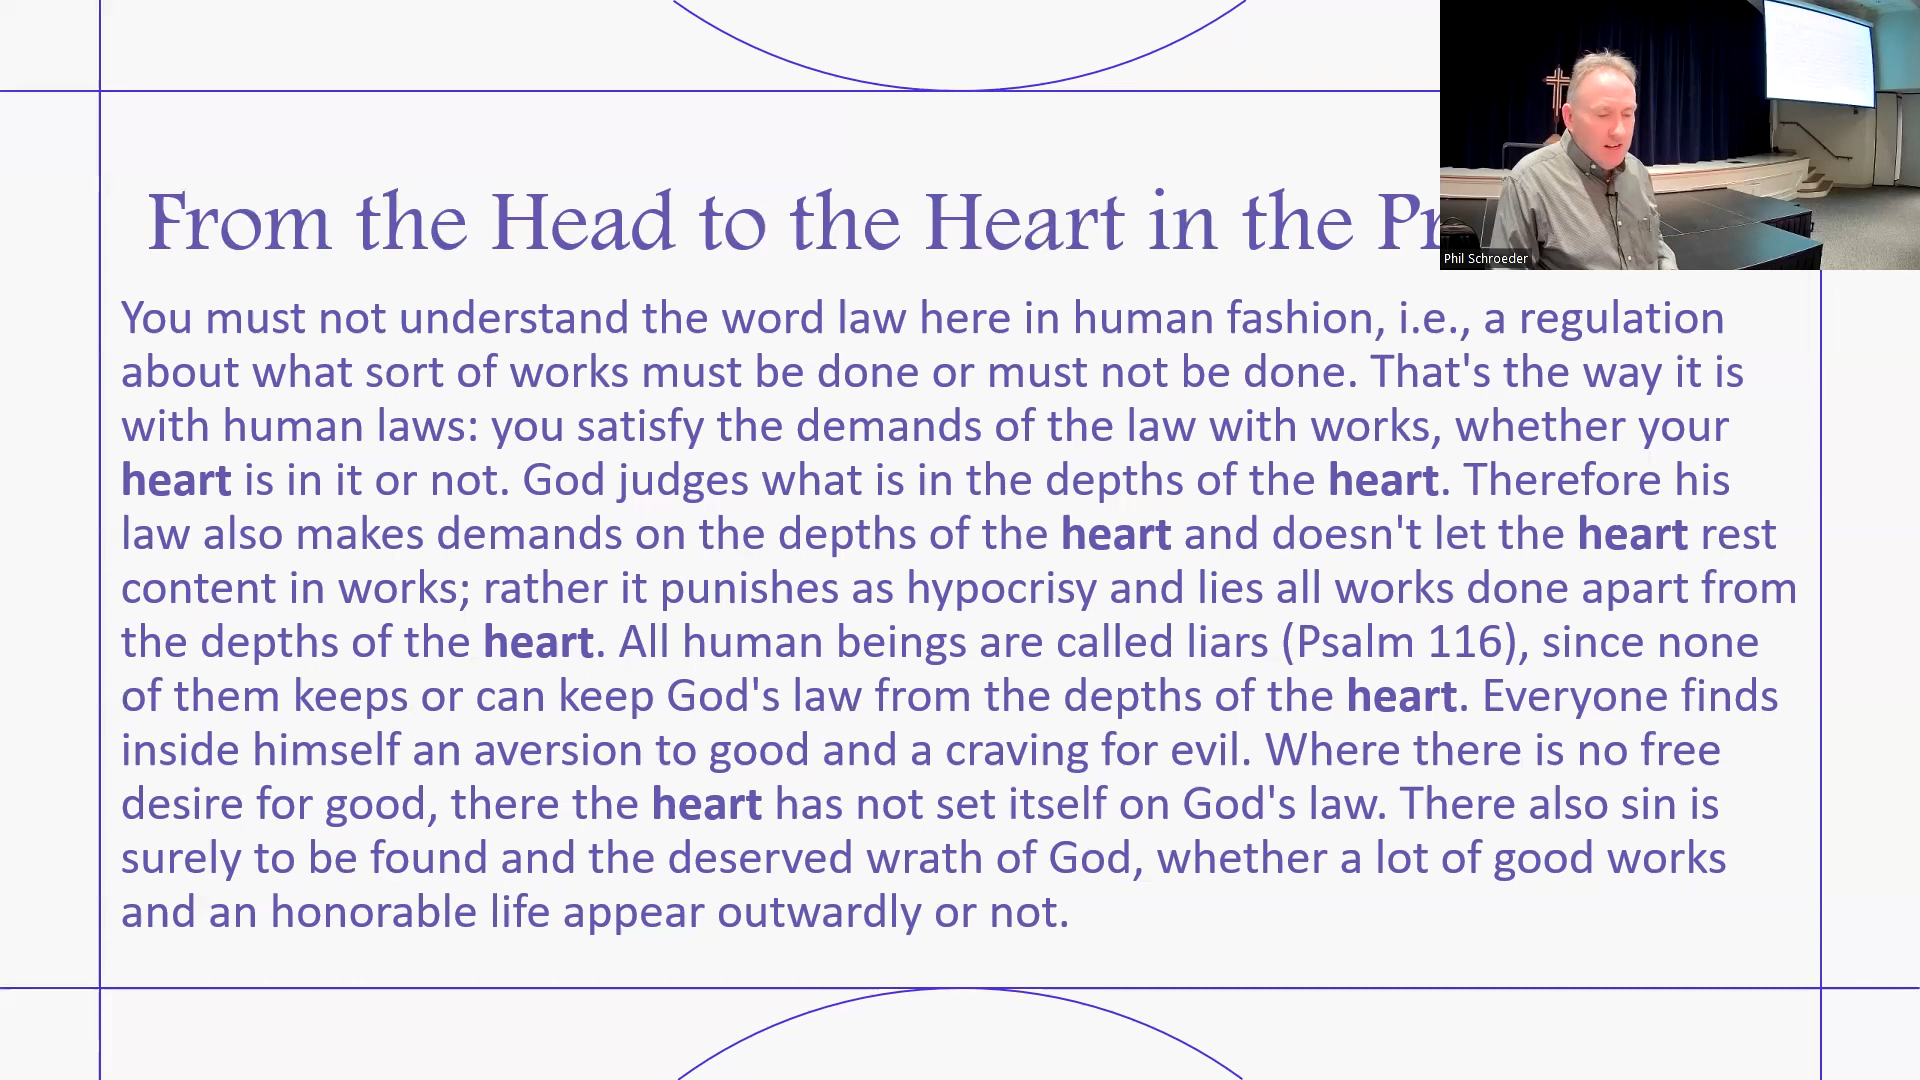 From the Head to the Heart in the
Phil Schroeder
You must not understand the word law here in human fashion, i.e., a regulation
about what sort of works must be done or must not be done. That's the way it is
with human laws: you satisfy the demands of the law with works, whether your
heart is in it or not. God judges what is in the depths of the heart. Therefore his
law also makes demands on the depths of the heart and doesn't let the heart rest
content in works; rather it punishes as hypocrisy and lies all works done apart from
the depths of the heart. All human beings are called liars (Psalm 116), since none
of them keeps or can keep God's law from the depths of the heart. Everyone finds
inside himself an aversion to good and a craving for evil. Where there is no free
desire for good, there the heart has not set itself on God's law. There also sin is
surely to be found and the deserved wrath of God, whether a lot of good works
and an honorable life appear outwardly or not.